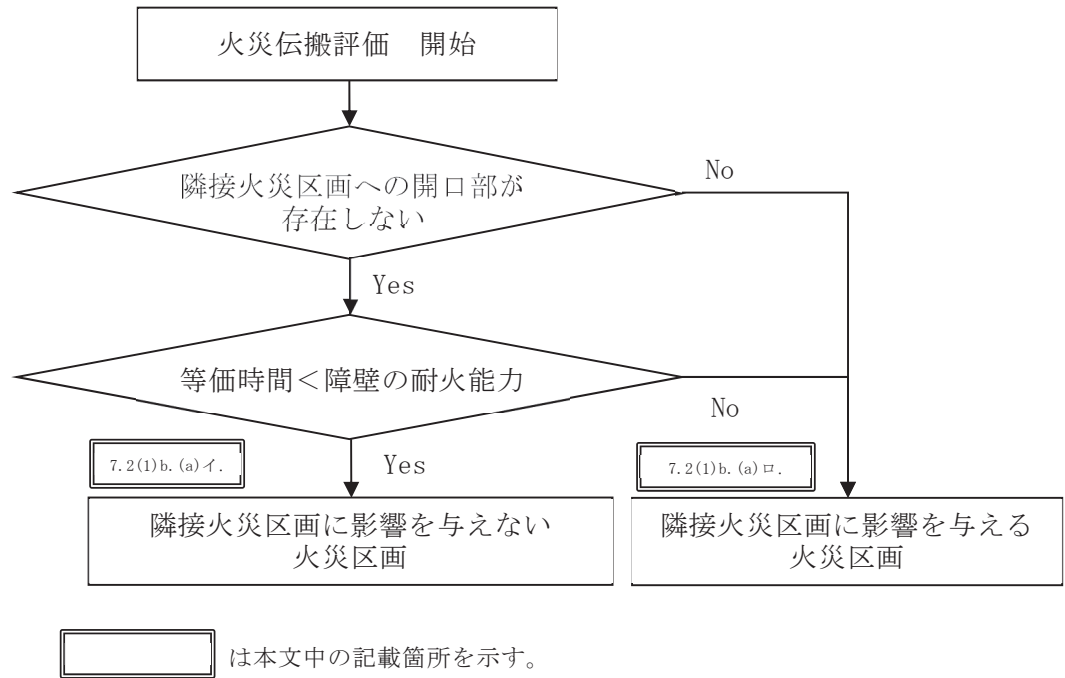 火災伝搬評価　開始
隣接火災区画への開口部が
存在しない
No
Yes
等価時間＜障壁の耐火能力
No
7.2(1)b.(a)イ.
Yes
7.2(1)b.(a)ロ.
隣接火災区画に影響を与えない
火災区画
隣接火災区画に影響を与える
火災区画
は本文中の記載箇所を示す。